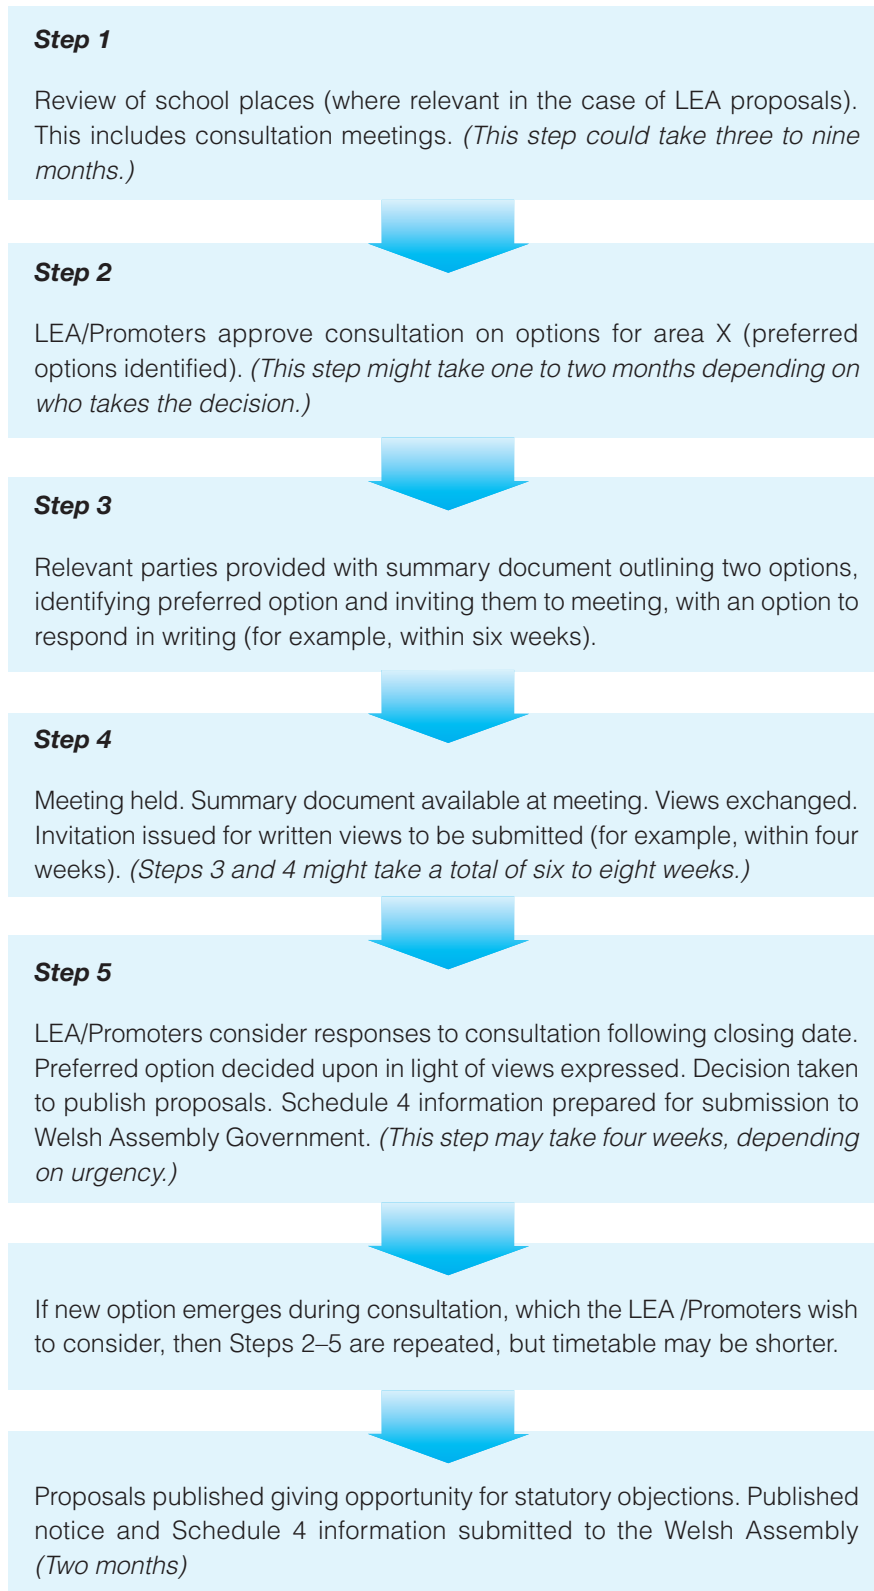 Step 1
Review of school places (where relevant in the case of LEA proposals).
This includes consultation meetings. (This step could take three to nine
months.)
Step 2
LEA/Promoters approve consultation on options for area X (preferred
options identified). (This step might take one to two months depending on
who takes the decision.)
Step 3
Relevant parties provided with summary document outlining two options,
identifying preferred option and inviting them to meeting, with an option to
respond in writing (for example, within six weeks).
Step 4
Meeting held. Summary document available at meeting. Views exchanged.
Invitation issued for written views to be submitted (for example, within four
weeks). (Steps 3 and 4 might take a total of six to eight weeks.)
Step 5
LEA/Promoters consider responses to consultation following closing date.
Preferred option decided upon in light of views expressed. Decision taken
to publish proposals. Schedule 4 information prepared for submission to
Welsh Assembly Government. (This step may take four weeks, depending
on urgency.)
If new option emerges during consultation, which the LEA /Promoters wish
to consider, then Steps 2–5 are repeated, but timetable may be shorter.
Proposals published giving opportunity for statutory objections. Published
notice and Schedule 4 information submitted to the Welsh Assembly
(Two months)